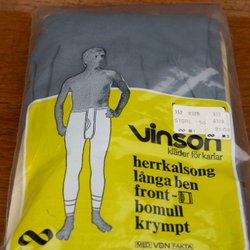 vinson
kläder för karlar
herrkalsong
långa ben
front-
bomull
krympt
MED VDN FAKTA